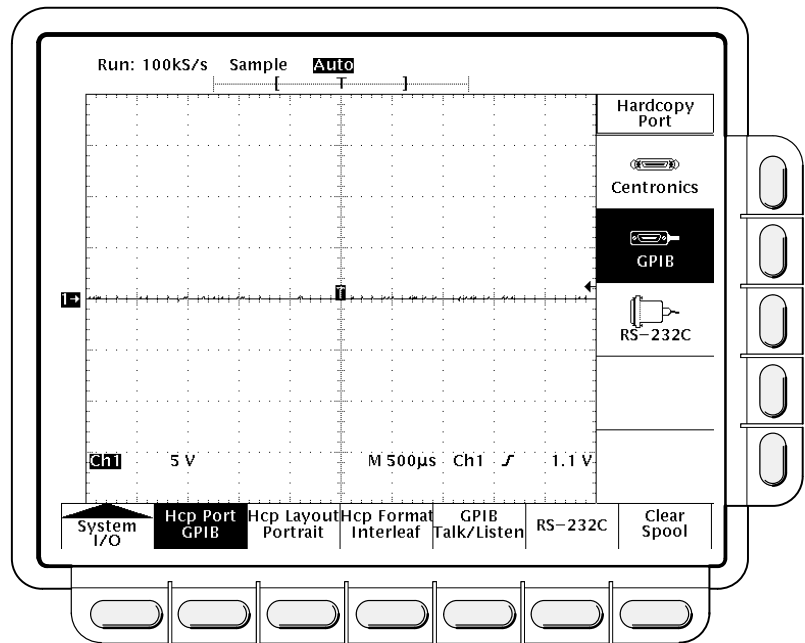 Run: 100kS/s Sample Auto
[ T ]
Hardcopy
Port
Centronics
GPIB
RS-232C
1→
T
Ch1 5 V M 500µs Ch1 1.1 V
System
I/O
Hcp Port
GPIB
Hcp Layout
Portrait
Hcp Format
Interleaf
GPIB
Talk/Listen
RS-232C
Clear
Spool